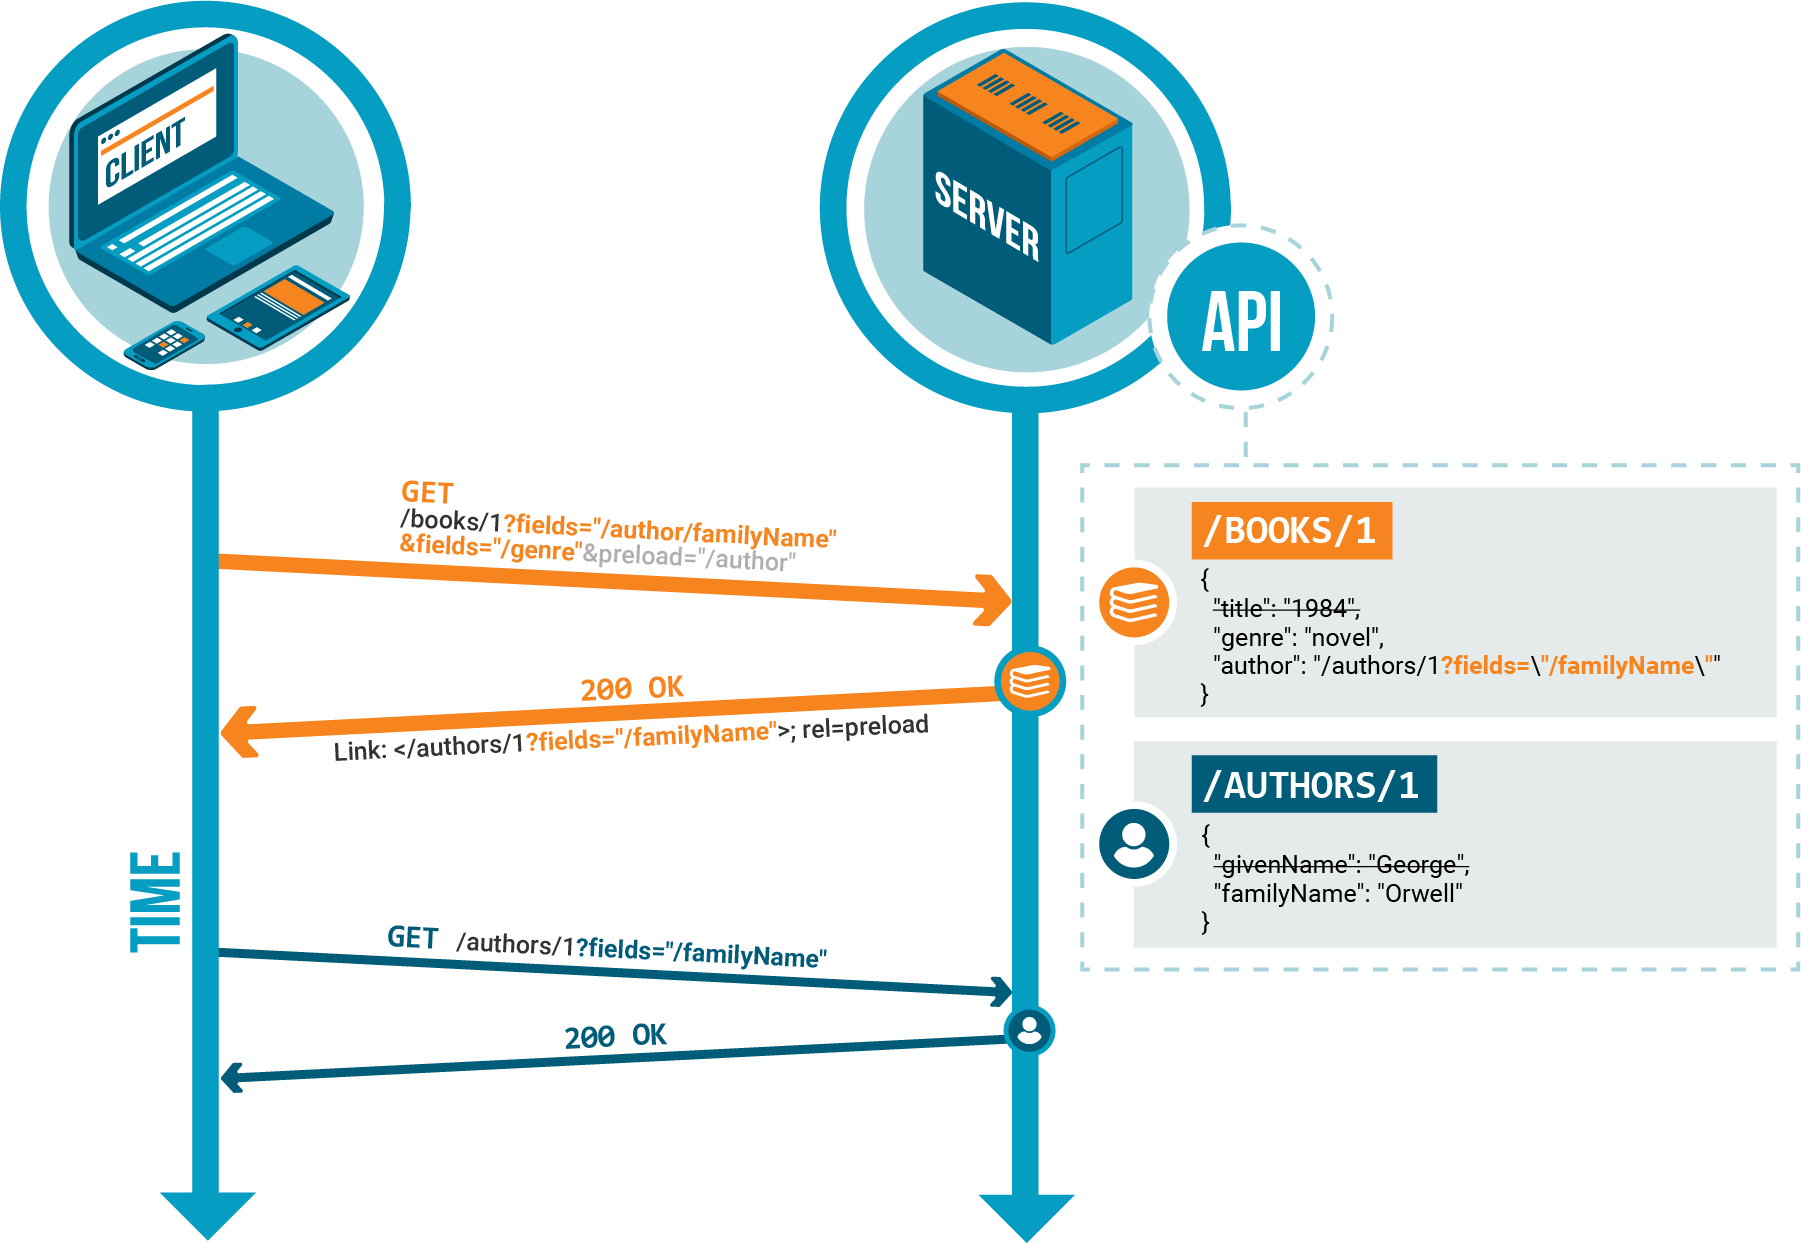 CLIENT
SERVER
API
GET
/books/1?fields="/author/familyName"
&fields="/genre"&preload="/author"
200 OK
Link: </authors/1?fields="/familyName">; rel=preload
TIME
GET /authors/1?fields="/familyName"
200 OK
/BOOKS/1
{
"title": "1984",
"genre": "novel",
"author": "/authors/1?fields=\"/familyName\""
}
/AUTHORS/1
{
"givenName": "George",
"familyName": "Orwell"
}